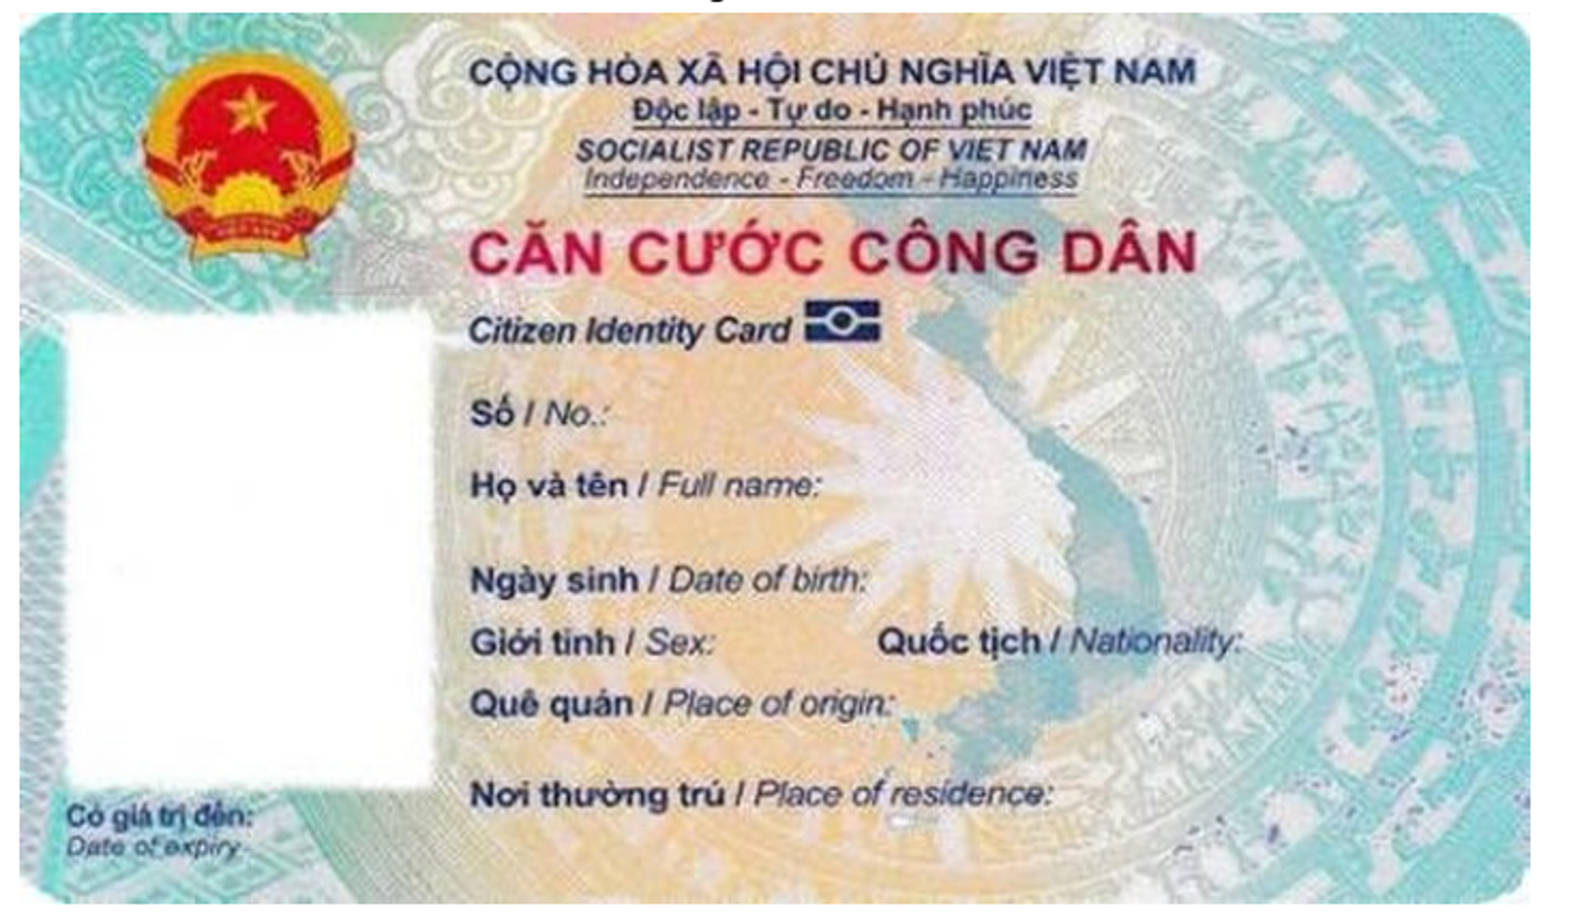 CỘNG HÒA XÃ HỘI CHỦ NGHĨA VIỆT NAM
Độc lập - Tự do - Hạnh phúc
SOCIALIST REPUBLIC OF VIET NAM
Independence - Freedom - Happiness
CĂN CƯỚC CÔNG DÂN
Citizen Identity Card
Số / No.:
Họ và tên / Full name:
Ngày sinh / Date of birth:
Giới tính / Sex: Quốc tịch / Nationality:
Quê quán / Place of origin:
Nơi thường trú / Place of residence:
Có giá trị đến:
Date of expiry